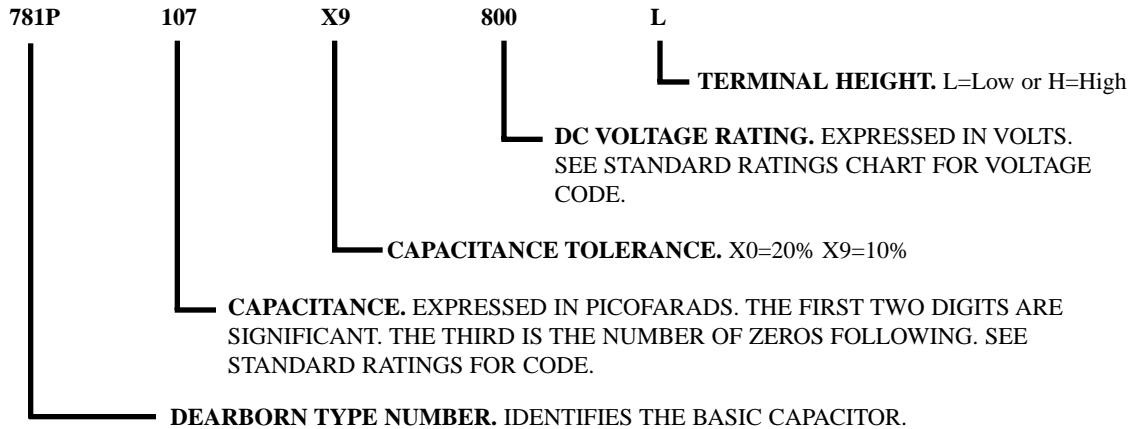 781P 107 X9 800 L
TERMINAL HEIGHT. L=Low or H=High
DC VOLTAGE RATING. EXPRESSED IN VOLTS.
SEE STANDARD RATINGS CHART FOR VOLTAGE
CODE.
CAPACITANCE TOLERANCE. X0=20% X9=10%
CAPACITANCE. EXPRESSED IN PICOFARADS. THE FIRST TWO DIGITS ARE
SIGNIFICANT. THE THIRD IS THE NUMBER OF ZEROS FOLLOWING. SEE
STANDARD RATINGS FOR CODE.
DEARBORN TYPE NUMBER. IDENTIFIES THE BASIC CAPACITOR.